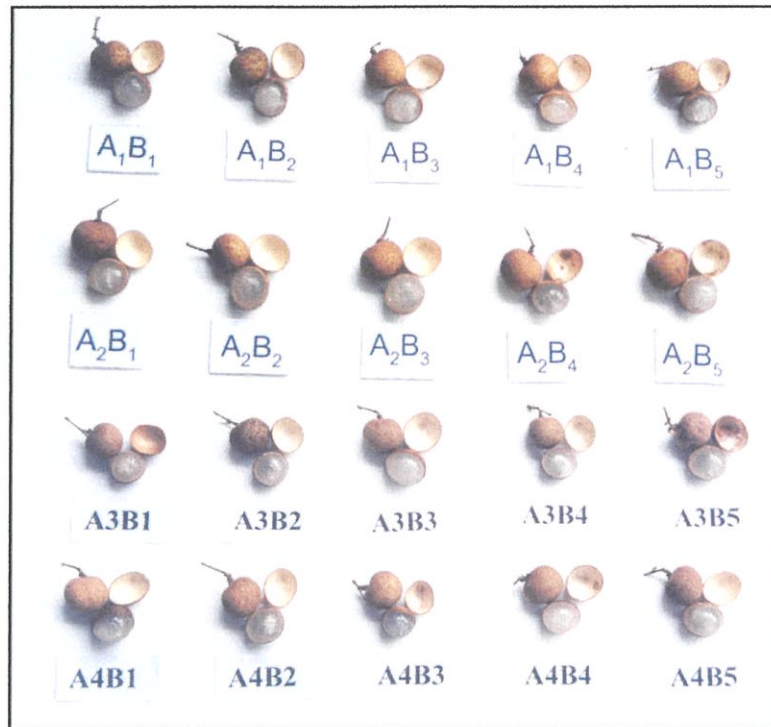 A₁B₁ A₁B₂ A₁B₃ A₁B₄ A₁B₅
A₂B₁ A₂B₂ A₂B₃ A₂B₄ A₂B₅
A3B1 A3B2 A3B3 A3B4 A3B5
A4B1 A4B2 A4B3 A4B4 A4B5